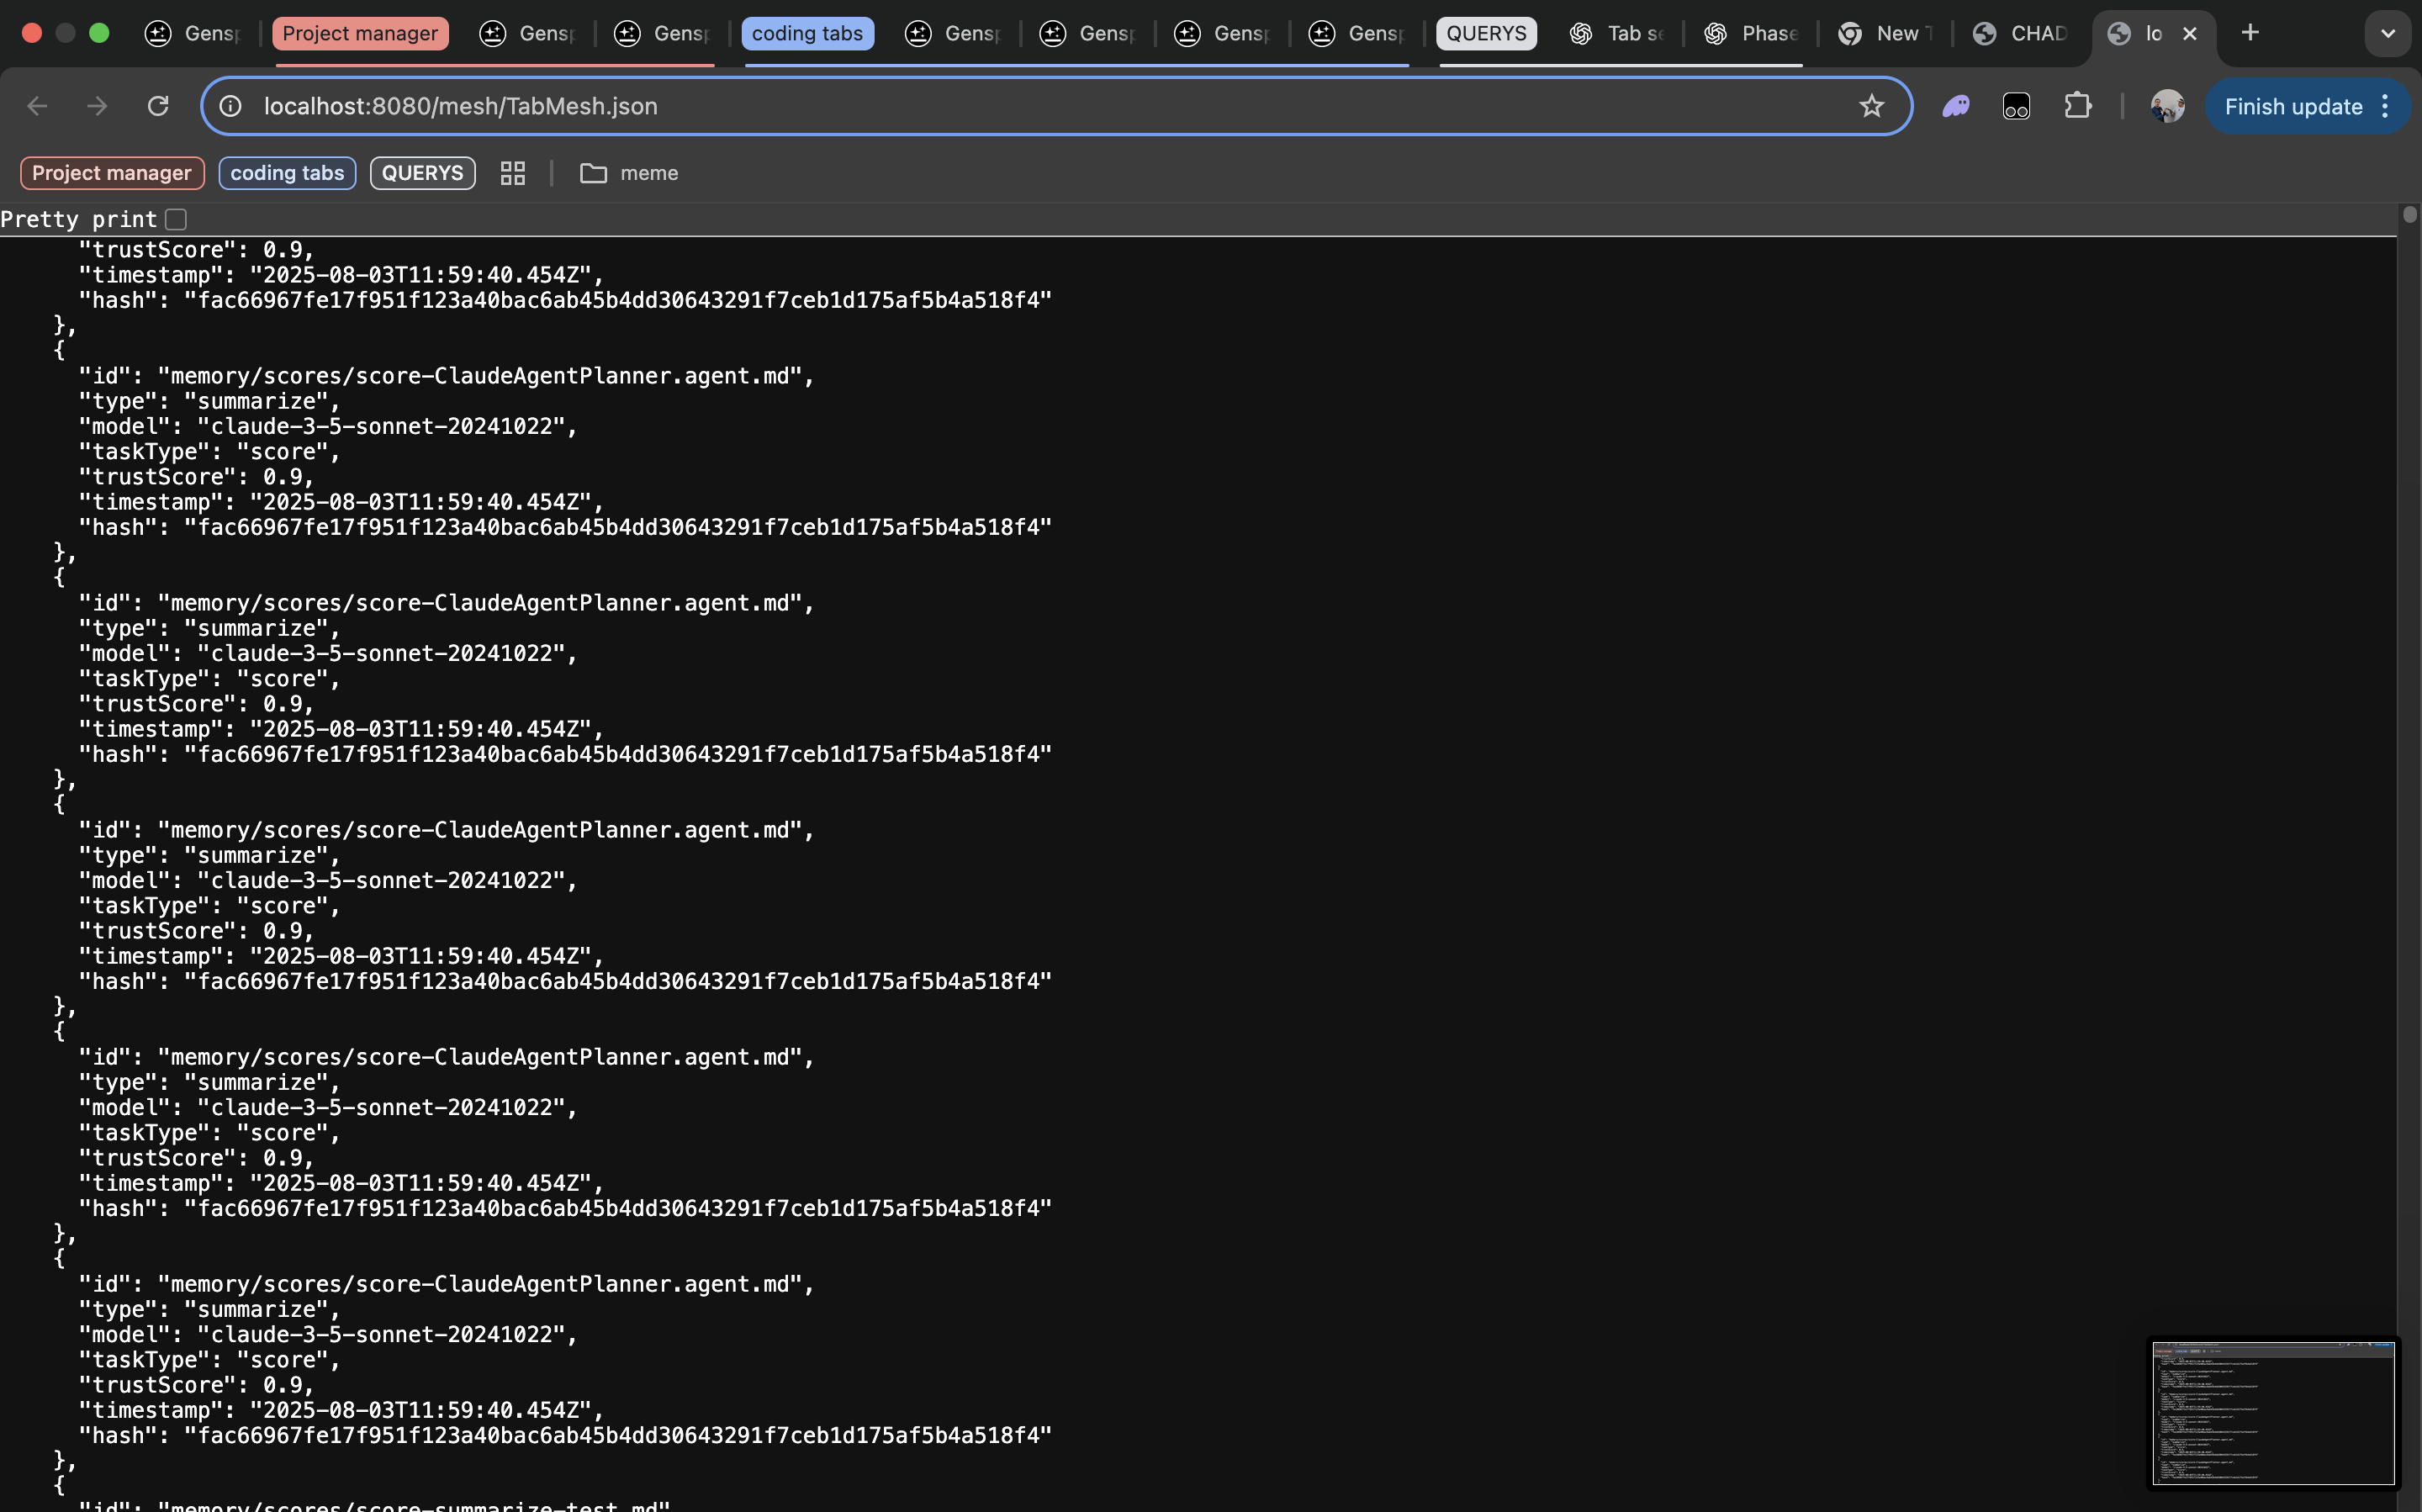 Gensp Project manager Gensp Gensp coding tabs Gensp Gensp Gensp Gensp QUERYS Tab se Phase New T CHAD lo
localhost:8080/mesh/TabMesh.json
Finish update
Project manager coding tabs QUERYS meme
Pretty print
"trustScore": 0.9,
"timestamp": "2025-08-03T11:59:40.454Z",
"hash": "fac66967fe17f951f123a40bac6ab45b4dd30643291f7ceb1d175af5b4a518f4"
},
{
"id": "memory/scores/score-ClaudeAgentPlanner.agent.md",
"type": "summarize",
"model": "claude-3-5-sonnet-20241022",
"taskType": "score",
"trustScore": 0.9,
"timestamp": "2025-08-03T11:59:40.454Z",
"hash": "fac66967fe17f951f123a40bac6ab45b4dd30643291f7ceb1d175af5b4a518f4"
},
{
"id": "memory/scores/score-ClaudeAgentPlanner.agent.md",
"type": "summarize",
"model": "claude-3-5-sonnet-20241022",
"taskType": "score",
"trustScore": 0.9,
"timestamp": "2025-08-03T11:59:40.454Z",
"hash": "fac66967fe17f951f123a40bac6ab45b4dd30643291f7ceb1d175af5b4a518f4"
},
{
"id": "memory/scores/score-ClaudeAgentPlanner.agent.md",
"type": "summarize",
"model": "claude-3-5-sonnet-20241022",
"taskType": "score",
"trustScore": 0.9,
"timestamp": "2025-08-03T11:59:40.454Z",
"hash": "fac66967fe17f951f123a40bac6ab45b4dd30643291f7ceb1d175af5b4a518f4"
},
{
"id": "memory/scores/score-ClaudeAgentPlanner.agent.md",
"type": "summarize",
"model": "claude-3-5-sonnet-20241022",
"taskType": "score",
"trustScore": 0.9,
"timestamp": "2025-08-03T11:59:40.454Z",
"hash": "fac66967fe17f951f123a40bac6ab45b4dd30643291f7ceb1d175af5b4a518f4"
},
{
"id": "memory/scores/score-ClaudeAgentPlanner.agent.md",
"type": "summarize",
"model": "claude-3-5-sonnet-20241022",
"taskType": "score",
"trustScore": 0.9,
"timestamp": "2025-08-03T11:59:40.454Z",
"hash": "fac66967fe17f951f123a40bac6ab45b4dd30643291f7ceb1d175af5b4a518f4"
},
{
"id": "memory/scores/score-summarize-test.md"